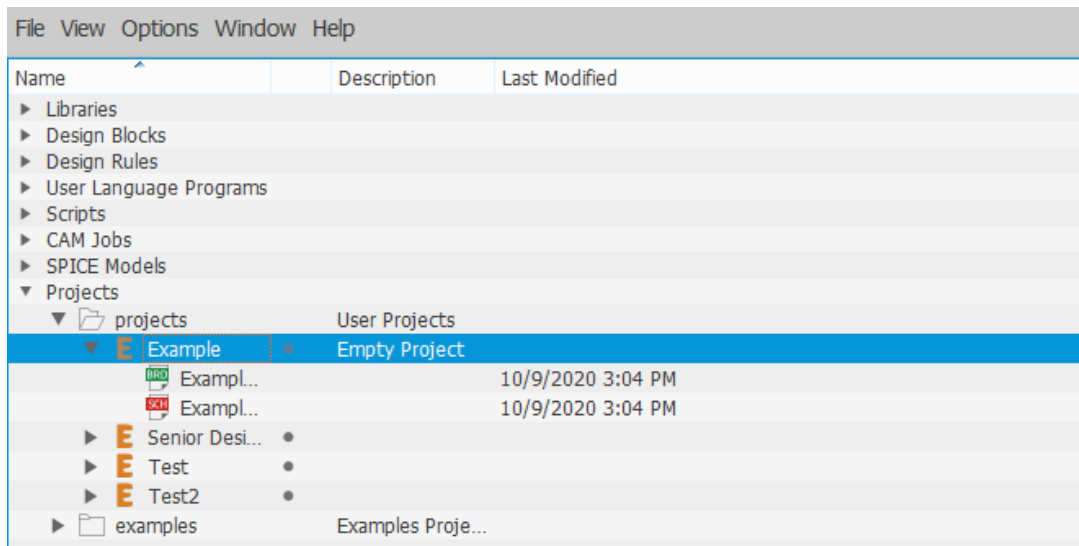 File View Options Window Help
Name Description Last Modified
Libraries
Design Blocks
Design Rules
User Language Programs
Scripts
CAM Jobs
SPICE Models
Projects
projects User Projects
E Example Empty Project
BRD Exampl... 10/9/2020 3:04 PM
SCH Exampl... 10/9/2020 3:04 PM
E Senior Desi...
E Test
E Test2
examples Examples Proje...